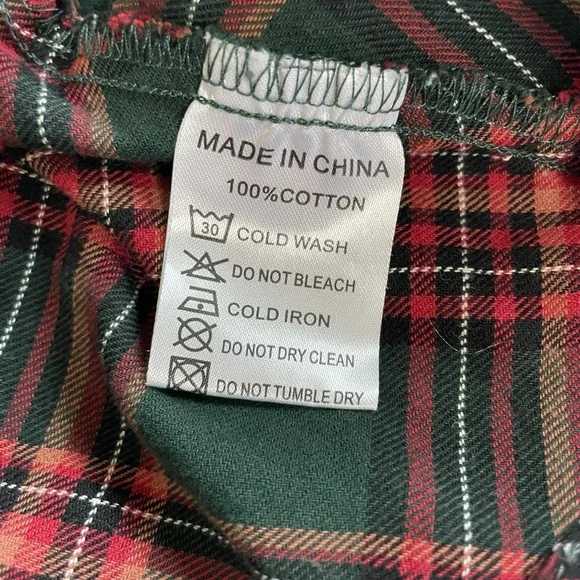 MADE IN CHINA
100%COTTON
30 COLD WASH
DO NOT BLEACH
COLD IRON
DO NOT DRY CLEAN
DO NOT TUMBLE DRY